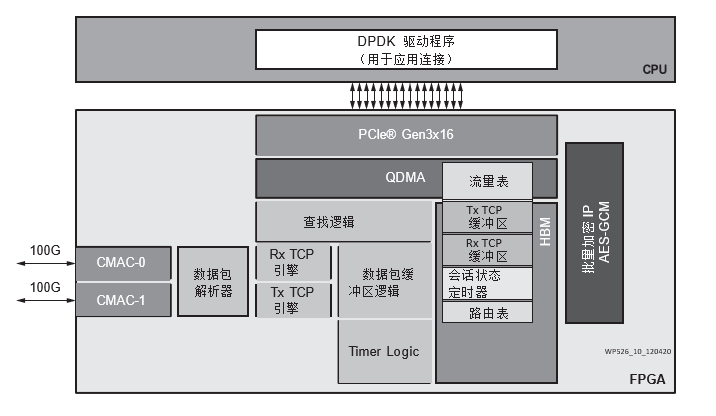 DPDK 驱动程序
（用于应用连接）
CPU
PCIe® Gen3x16
QDMA
流量表
查找逻辑
Tx TCP
缓冲区
Rx TCP
缓冲区
会话状态
定时器
路由表
HBM
批里加密 IP
AES-GCM
100G
CMAC-0
100G
CMAC-1
数据包
解析器
Rx TCP
引擎
Tx TCP
引擎
数据包缓
冲区逻辑
Timer Logic
WP526_10_120420
FPGA